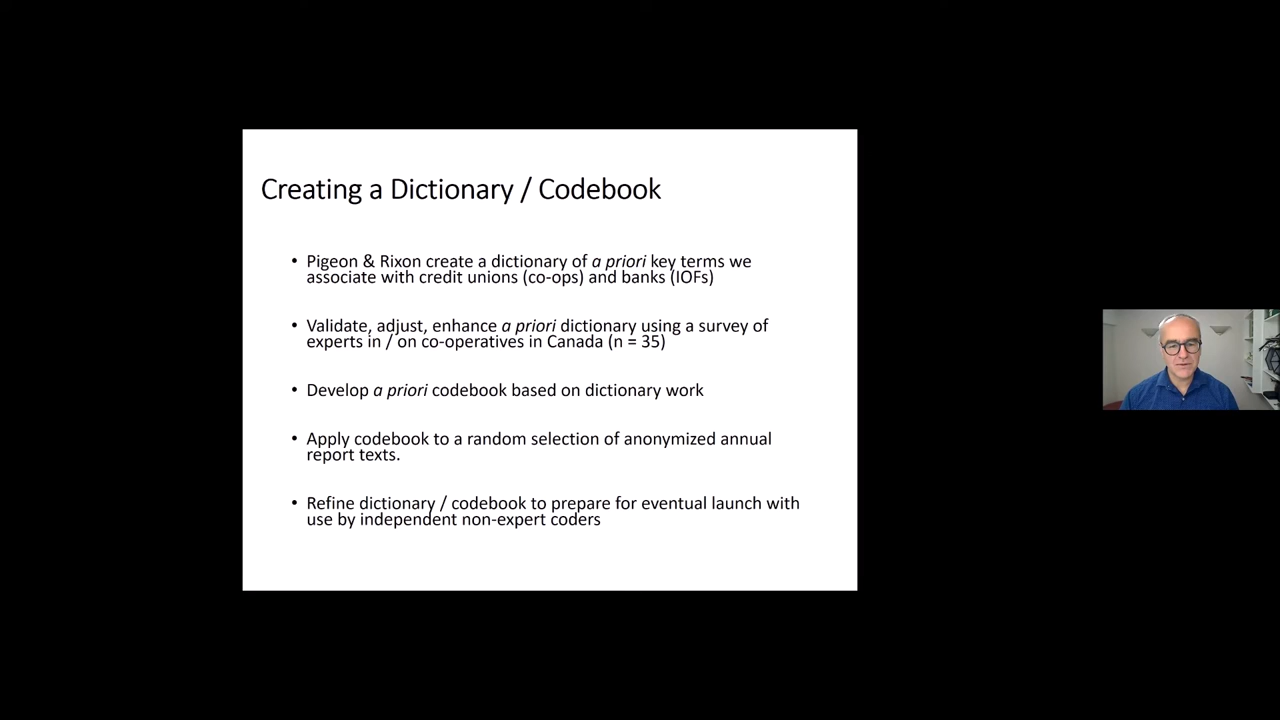 Creating a Dictionary / Codebook
• Pigeon & Rixon create a dictionary of a priori key terms we
associate with credit unions (co-ops) and banks (IOFs)
• Validate, adjust, enhance a priori dictionary using a survey of
experts in / on co-operatives in Canada (n = 35)
• Develop a priori codebook based on dictionary work
• Apply codebook to a random selection of anonymized annual
report texts.
• Refine dictionary / codebook to prepare for eventual launch with
use by independent non-expert coders